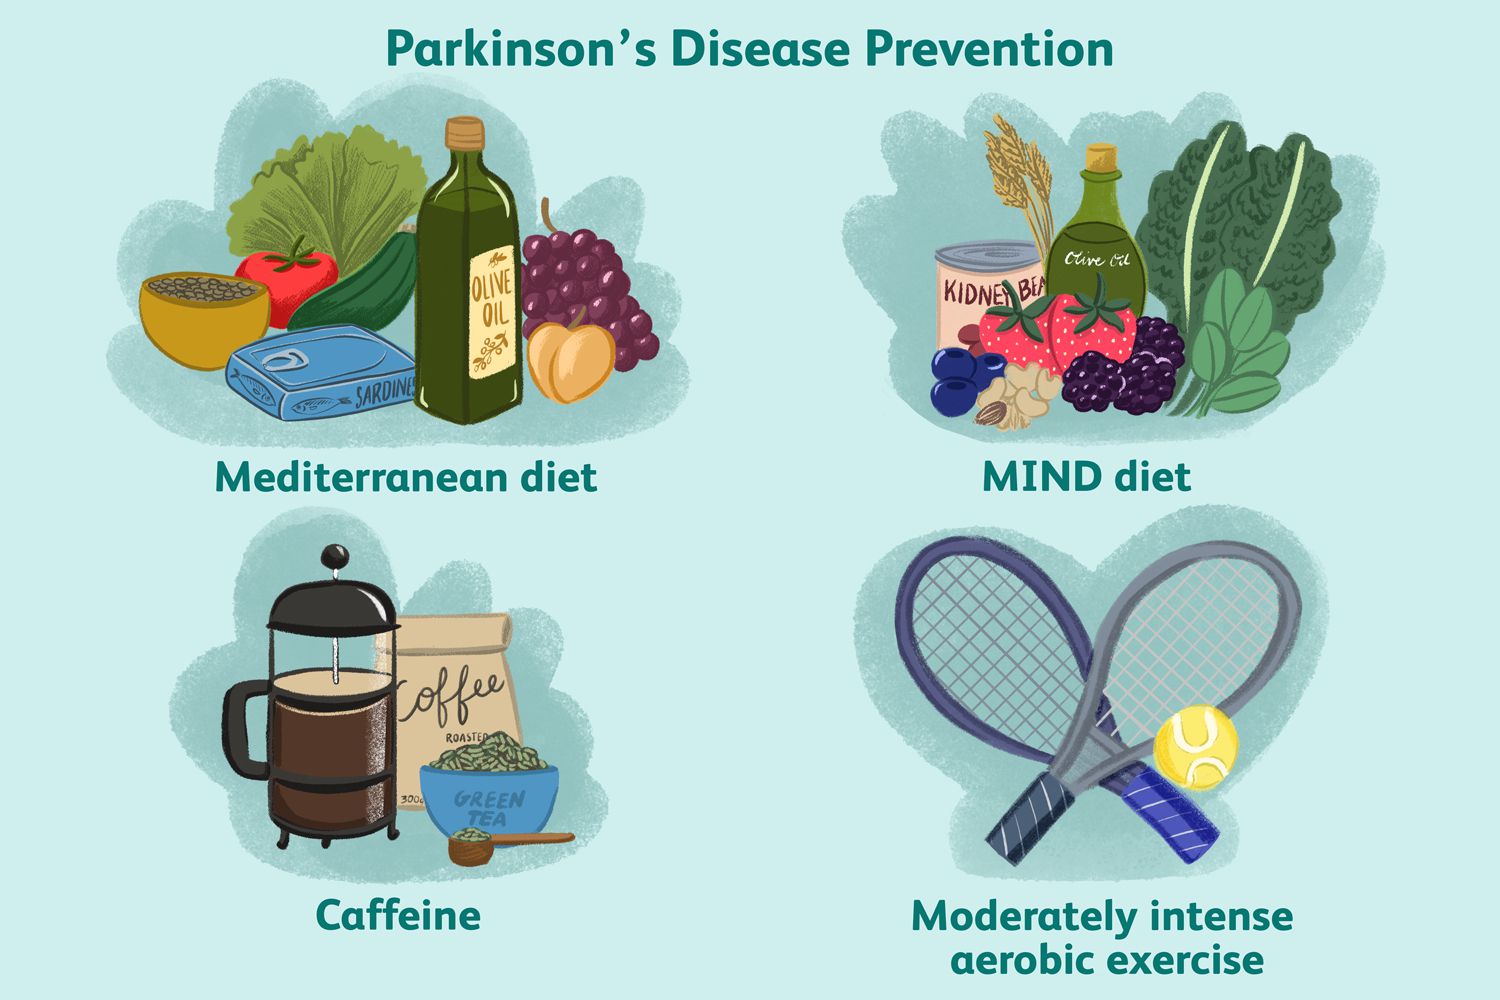 Parkinson’s Disease Prevention
OLIVE
OIL
SARDINES
Mediterranean diet
Olive Oil
KIDNEY BEA
MIND diet
Coffee
ROASTED
300g
GREEN
TEA
Caffeine
Moderately intense
aerobic exercise